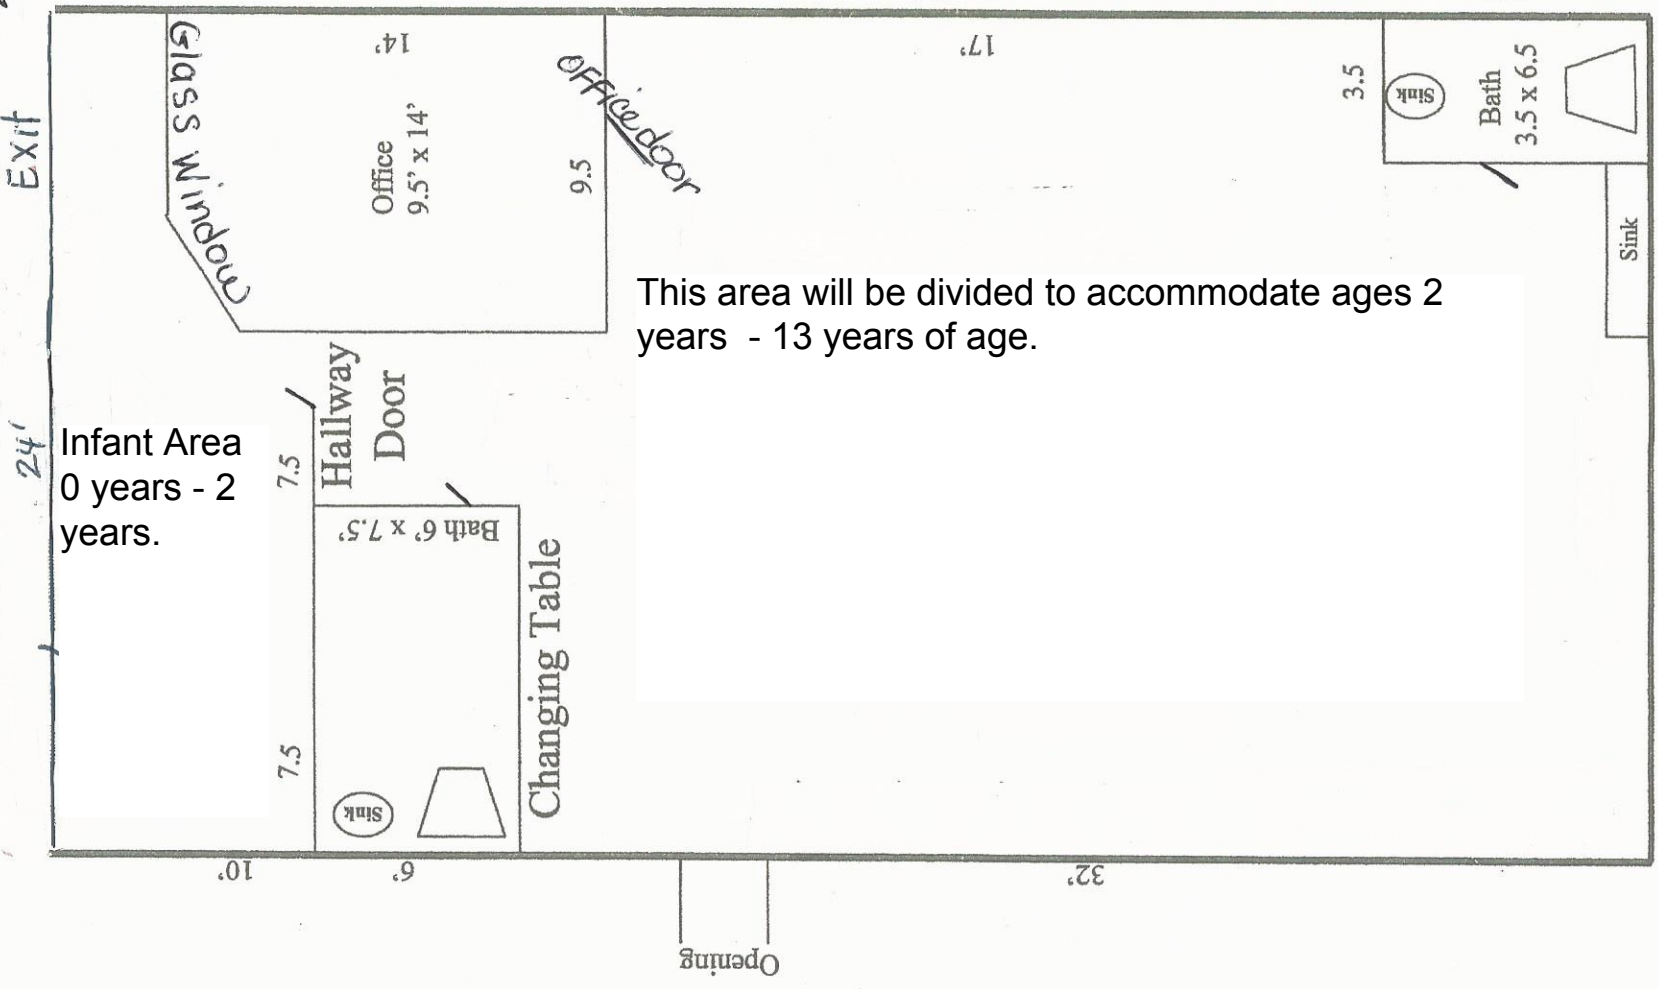 Exit
24'
Glass Window
14'
Office
9.5' x 14'
9.5
office door
17'
3.5
Sink
Bath
3.5 x 6.5
Sink
This area will be divided to accommodate ages 2
years - 13 years of age.
Infant Area
0 years - 2
years.
7.5
Hallway
Door
Bath 6' x 7.5'
7.5
Sink
Changing Table
10'
6'
32'
Opening